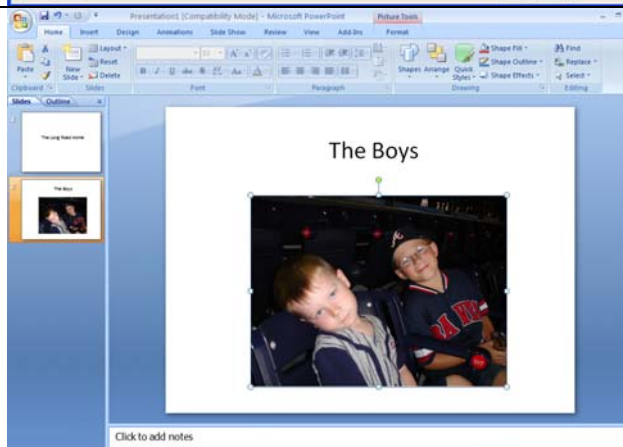 Presentation1 [Compatibility Mode] - Microsoft PowerPoint
Picture Tools
Home Insert Design Animations Slide Show Review View Add-Ins Format
Paste
New Slide
Layout
Reset
Delete
Shapes
Arrange
Quick Styles
Shape Fill
Shape Outline
Shape Effects
Find
Replace
Select
Clipboard
Slides
Font
Paragraph
Drawing
Editing
Slides Outline
The Long Road Home
The Boys
The Boys
A
Click to add notes